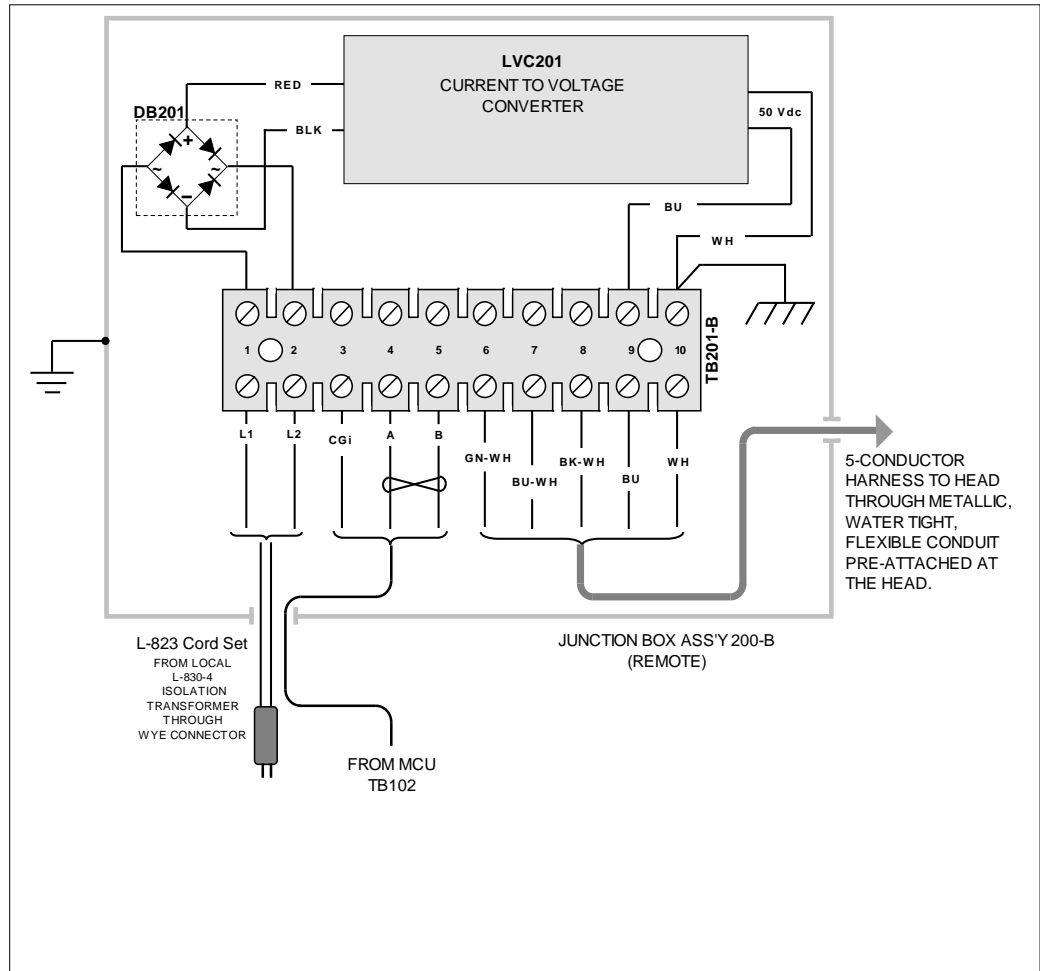 LVC201
CURRENT TO VOLTAGE
CONVERTER
RED
BLK
DB201
+
~
~
–
50 Vdc
BU
WH
1
2
3
4
5
6
7
8
9
10
TB201-B
L1
L2
CGi
A
B
GN-WH
BU-WH
BK-WH
BU
WH
5-CONDUCTOR
HARNESS TO HEAD
THROUGH METALLIC,
WATER TIGHT,
FLEXIBLE CONDUIT
PRE-ATTACHED AT
THE HEAD.
L-823 Cord Set
FROM LOCAL
L-830-4
ISOLATION
TRANSFORMER
THROUGH
WYE CONNECTOR
JUNCTION BOX ASS'Y 200-B
(REMOTE)
FROM MCU
TB102